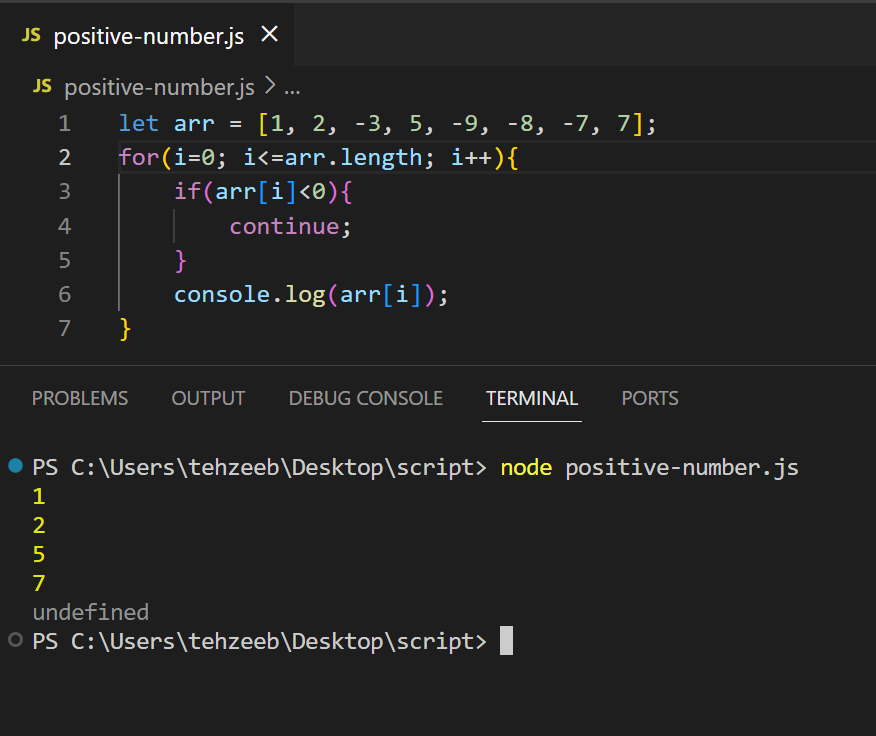 JS positive-number.js ×
JS positive-number.js > ...
1 let arr = [1, 2, -3, 5, -9, -8, -7, 7];
2 for(i=0; i<=arr.length; i++){
3 if(arr[i]<0){
4 continue;
5 }
6 console.log(arr[i]);
7 }
PROBLEMS OUTPUT DEBUG CONSOLE TERMINAL PORTS
PS C:\Users\tehzeeb\Desktop\script> node positive-number.js
1
2
5
7
undefined
PS C:\Users\tehzeeb\Desktop\script>